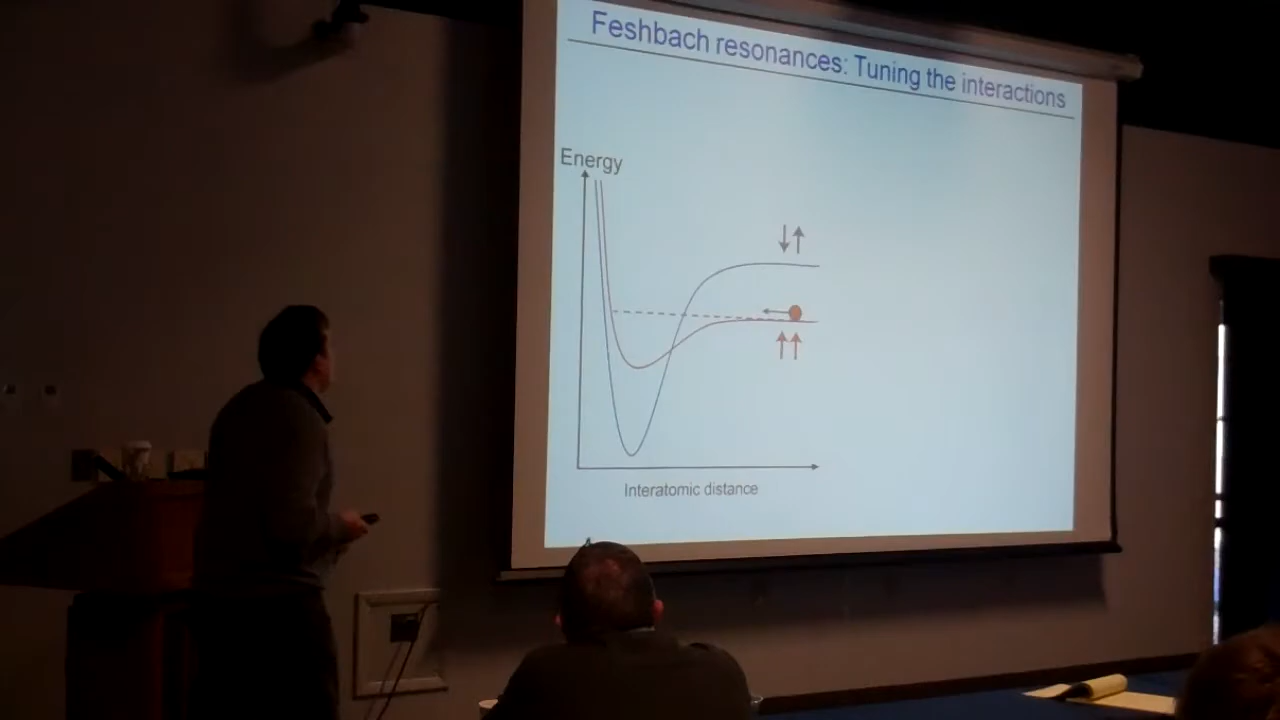 Feshbach resonances: Tuning the interactions
Energy
Interatomic distance